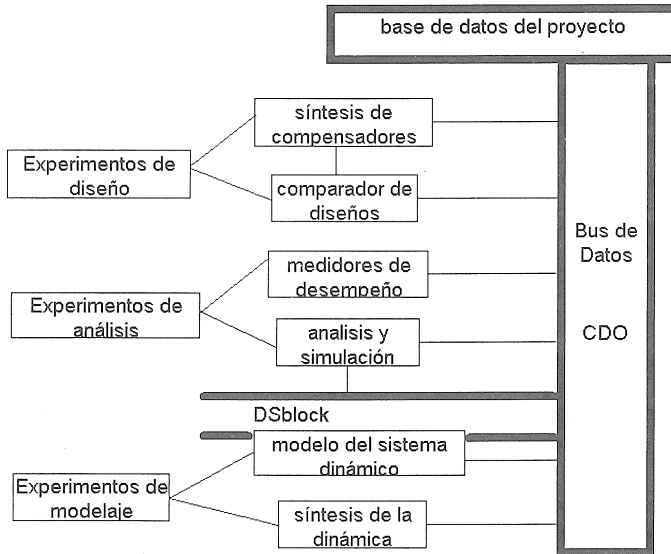 base de datos del proyecto
síntesis de
compensadores
Experimentos de
diseño
comparador de
diseños
Bus de
Datos
medidores de
desempeño
Experimentos de
análisis
analisis y
simulación
CDO
DSblock
modelo del sistema
dinámico
Experimentos de
modelaje
síntesis de la
dinámica